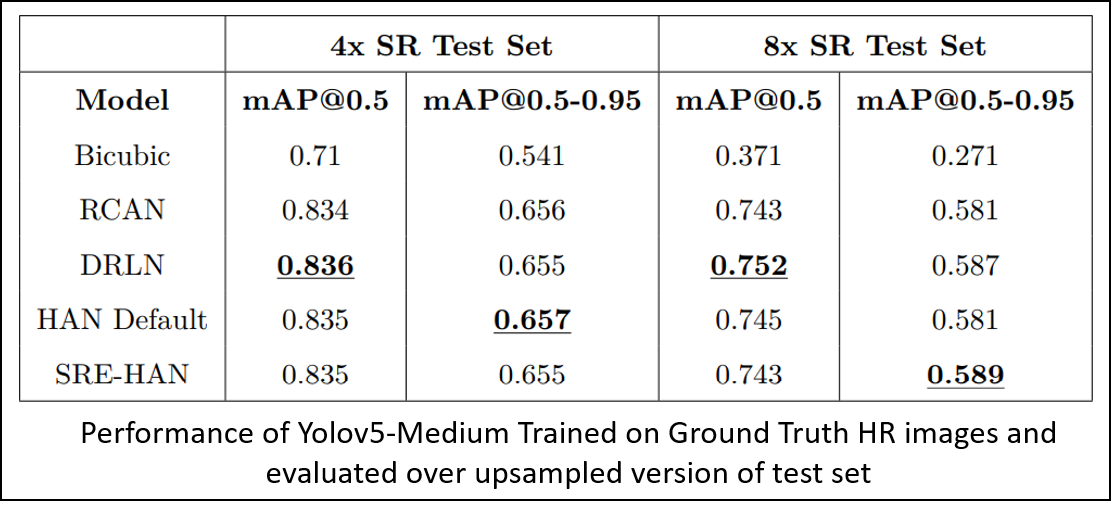 4x SR Test Set 8x SR Test Set
Model mAP@0.5 mAP@0.5-0.95 mAP@0.5 mAP@0.5-0.95
Bicubic 0.71 0.541 0.371 0.271
RCAN 0.834 0.656 0.743 0.581
DRLN 0.836 0.655 0.752 0.587
HAN Default 0.835 0.657 0.745 0.581
SRE-HAN 0.835 0.655 0.743 0.589
Performance of Yolov5-Medium Trained on Ground Truth HR images and
evaluated over upsampled version of test set